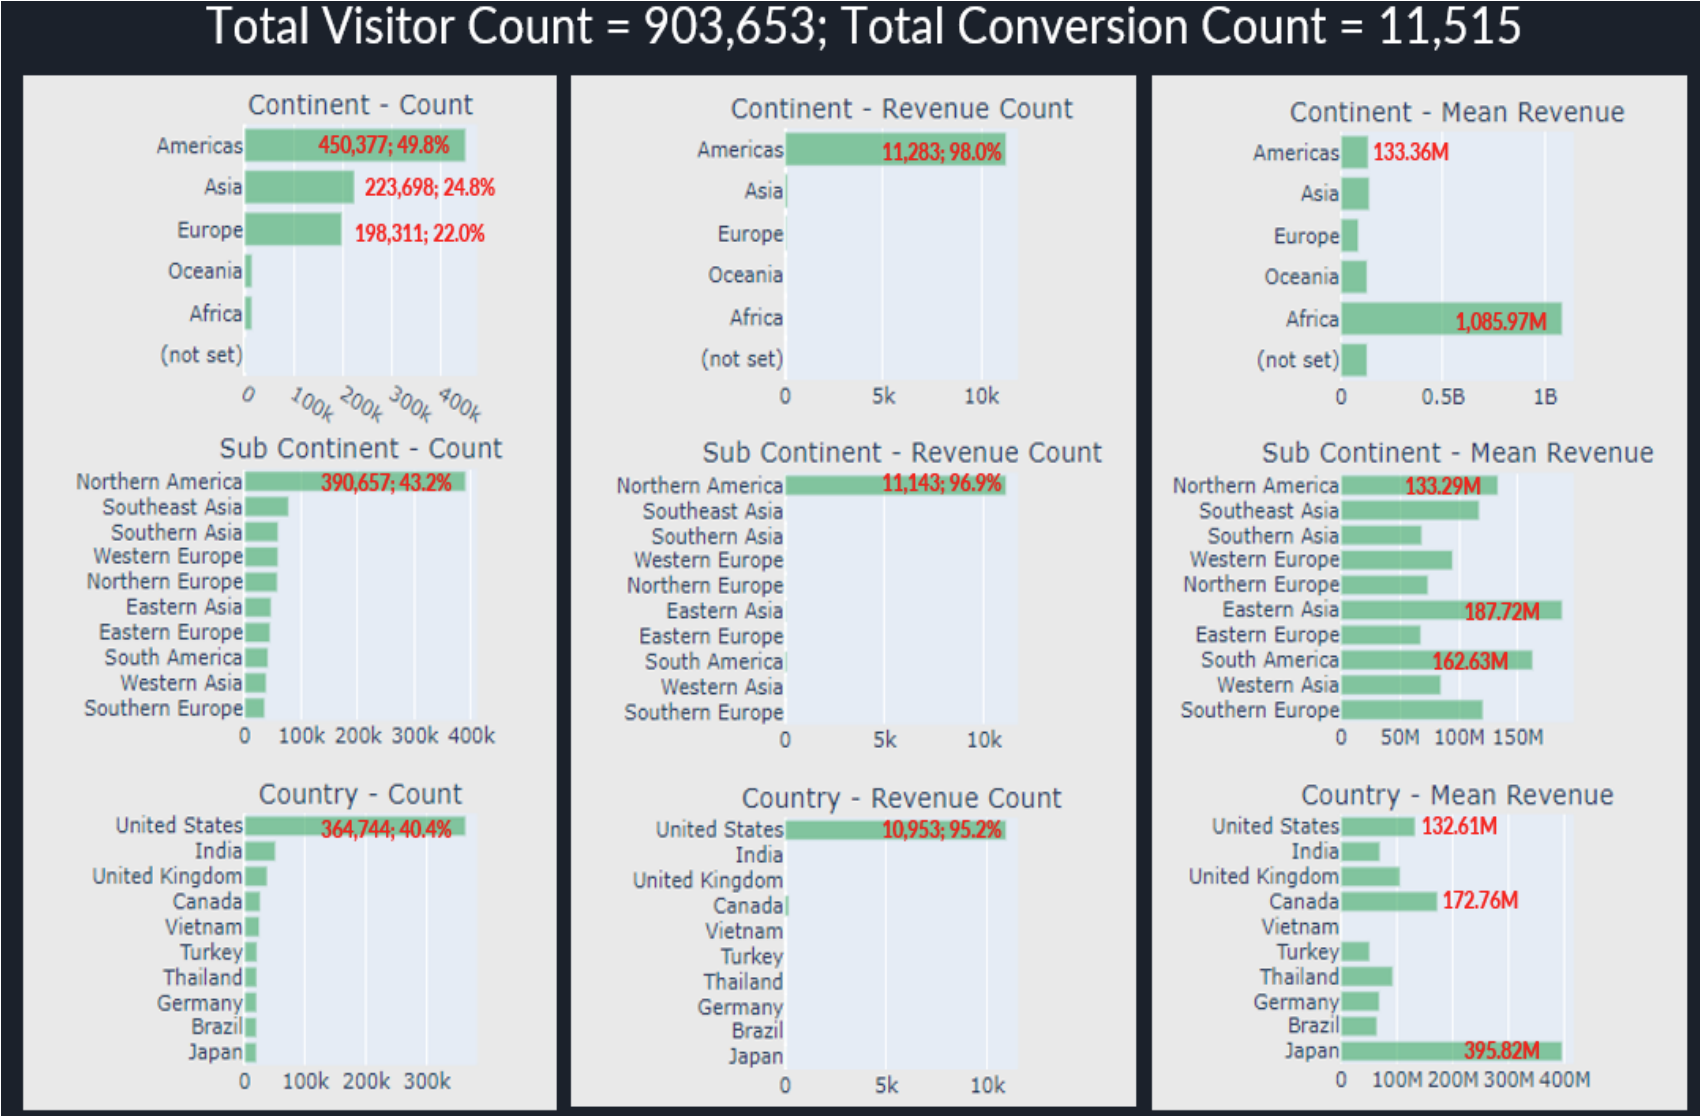 Total Visitor Count = 903,653; Total Conversion Count = 11,515
Continent - Count
Americas 450,377; 49.8%
Asia 223,698; 24.8%
Europe 198,311; 22.0%
Oceania
Africa
(not set)
0 100k 200k 300k 400k
Sub Continent - Count
Northern America 390,657; 43.2%
Southeast Asia
Southern Asia
Western Europe
Northern Europe
Eastern Asia
Eastern Europe
South America
Western Asia
Southern Europe
0 100k 200k 300k 400k
Country - Count
United States 364,744; 40.4%
India
United Kingdom
Canada
Vietnam
Turkey
Thailand
Germany
Brazil
Japan
0 100k 200k 300k
Continent - Revenue Count
Americas 11,283; 98.0%
Asia
Europe
Oceania
Africa
(not set)
0 5k 10k
Sub Continent - Revenue Count
Northern America 11,143; 96.9%
Southeast Asia
Southern Asia
Western Europe
Northern Europe
Eastern Asia
Eastern Europe
South America
Western Asia
Southern Europe
0 5k 10k
Country - Revenue Count
United States 10,953; 95.2%
India
United Kingdom
Canada
Vietnam
Turkey
Thailand
Germany
Brazil
Japan
0 5k 10k
Continent - Mean Revenue
Americas 133.36M
Asia
Europe
Oceania
Africa 1,085.97M
(not set)
0 0.5B 1B
Sub Continent - Mean Revenue
Northern America 133.29M
Southeast Asia
Southern Asia
Western Europe
Northern Europe
Eastern Asia 187.72M
Eastern Europe
South America 162.63M
Western Asia
Southern Europe
0 50M 100M 150M
Country - Mean Revenue
United States 132.61M
India
United Kingdom
Canada 172.76M
Vietnam
Turkey
Thailand
Germany
Brazil
Japan 395.82M
0 100M 200M 300M 400M